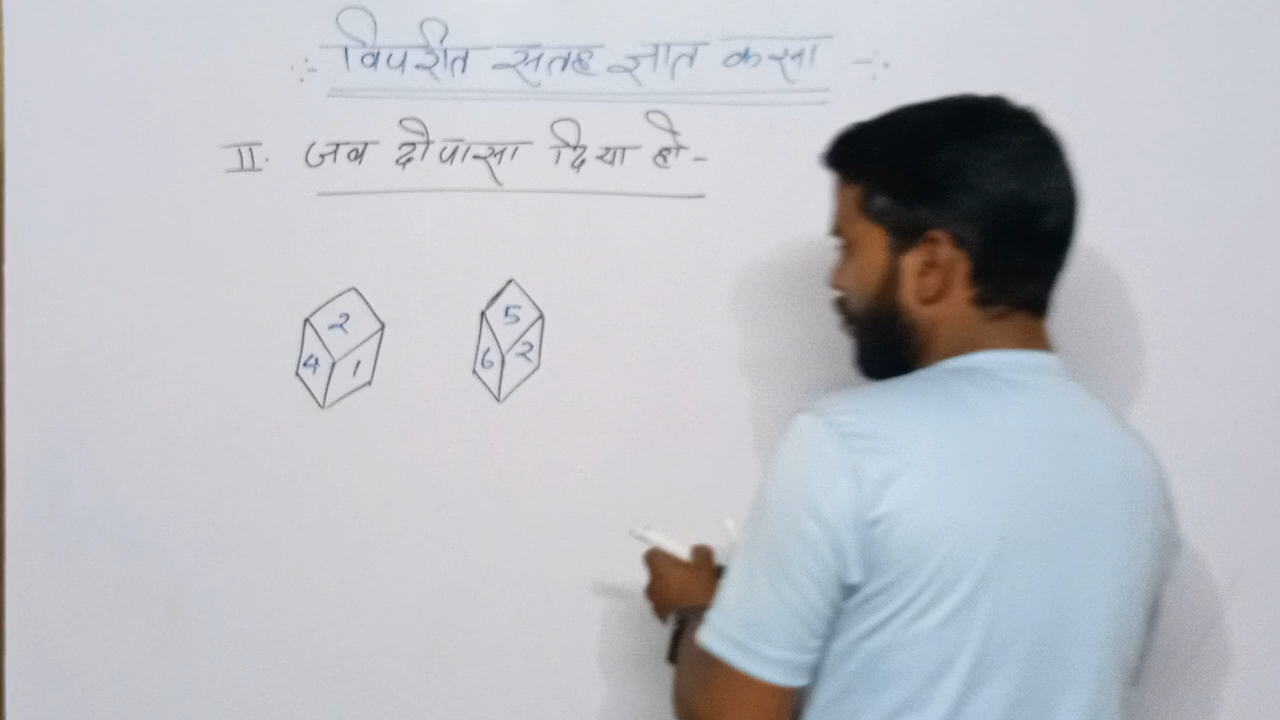 :- विपरीत सतह ज्ञात करना -:
II. जब दो पासा दिया हो-
2
4 1
5
6 2